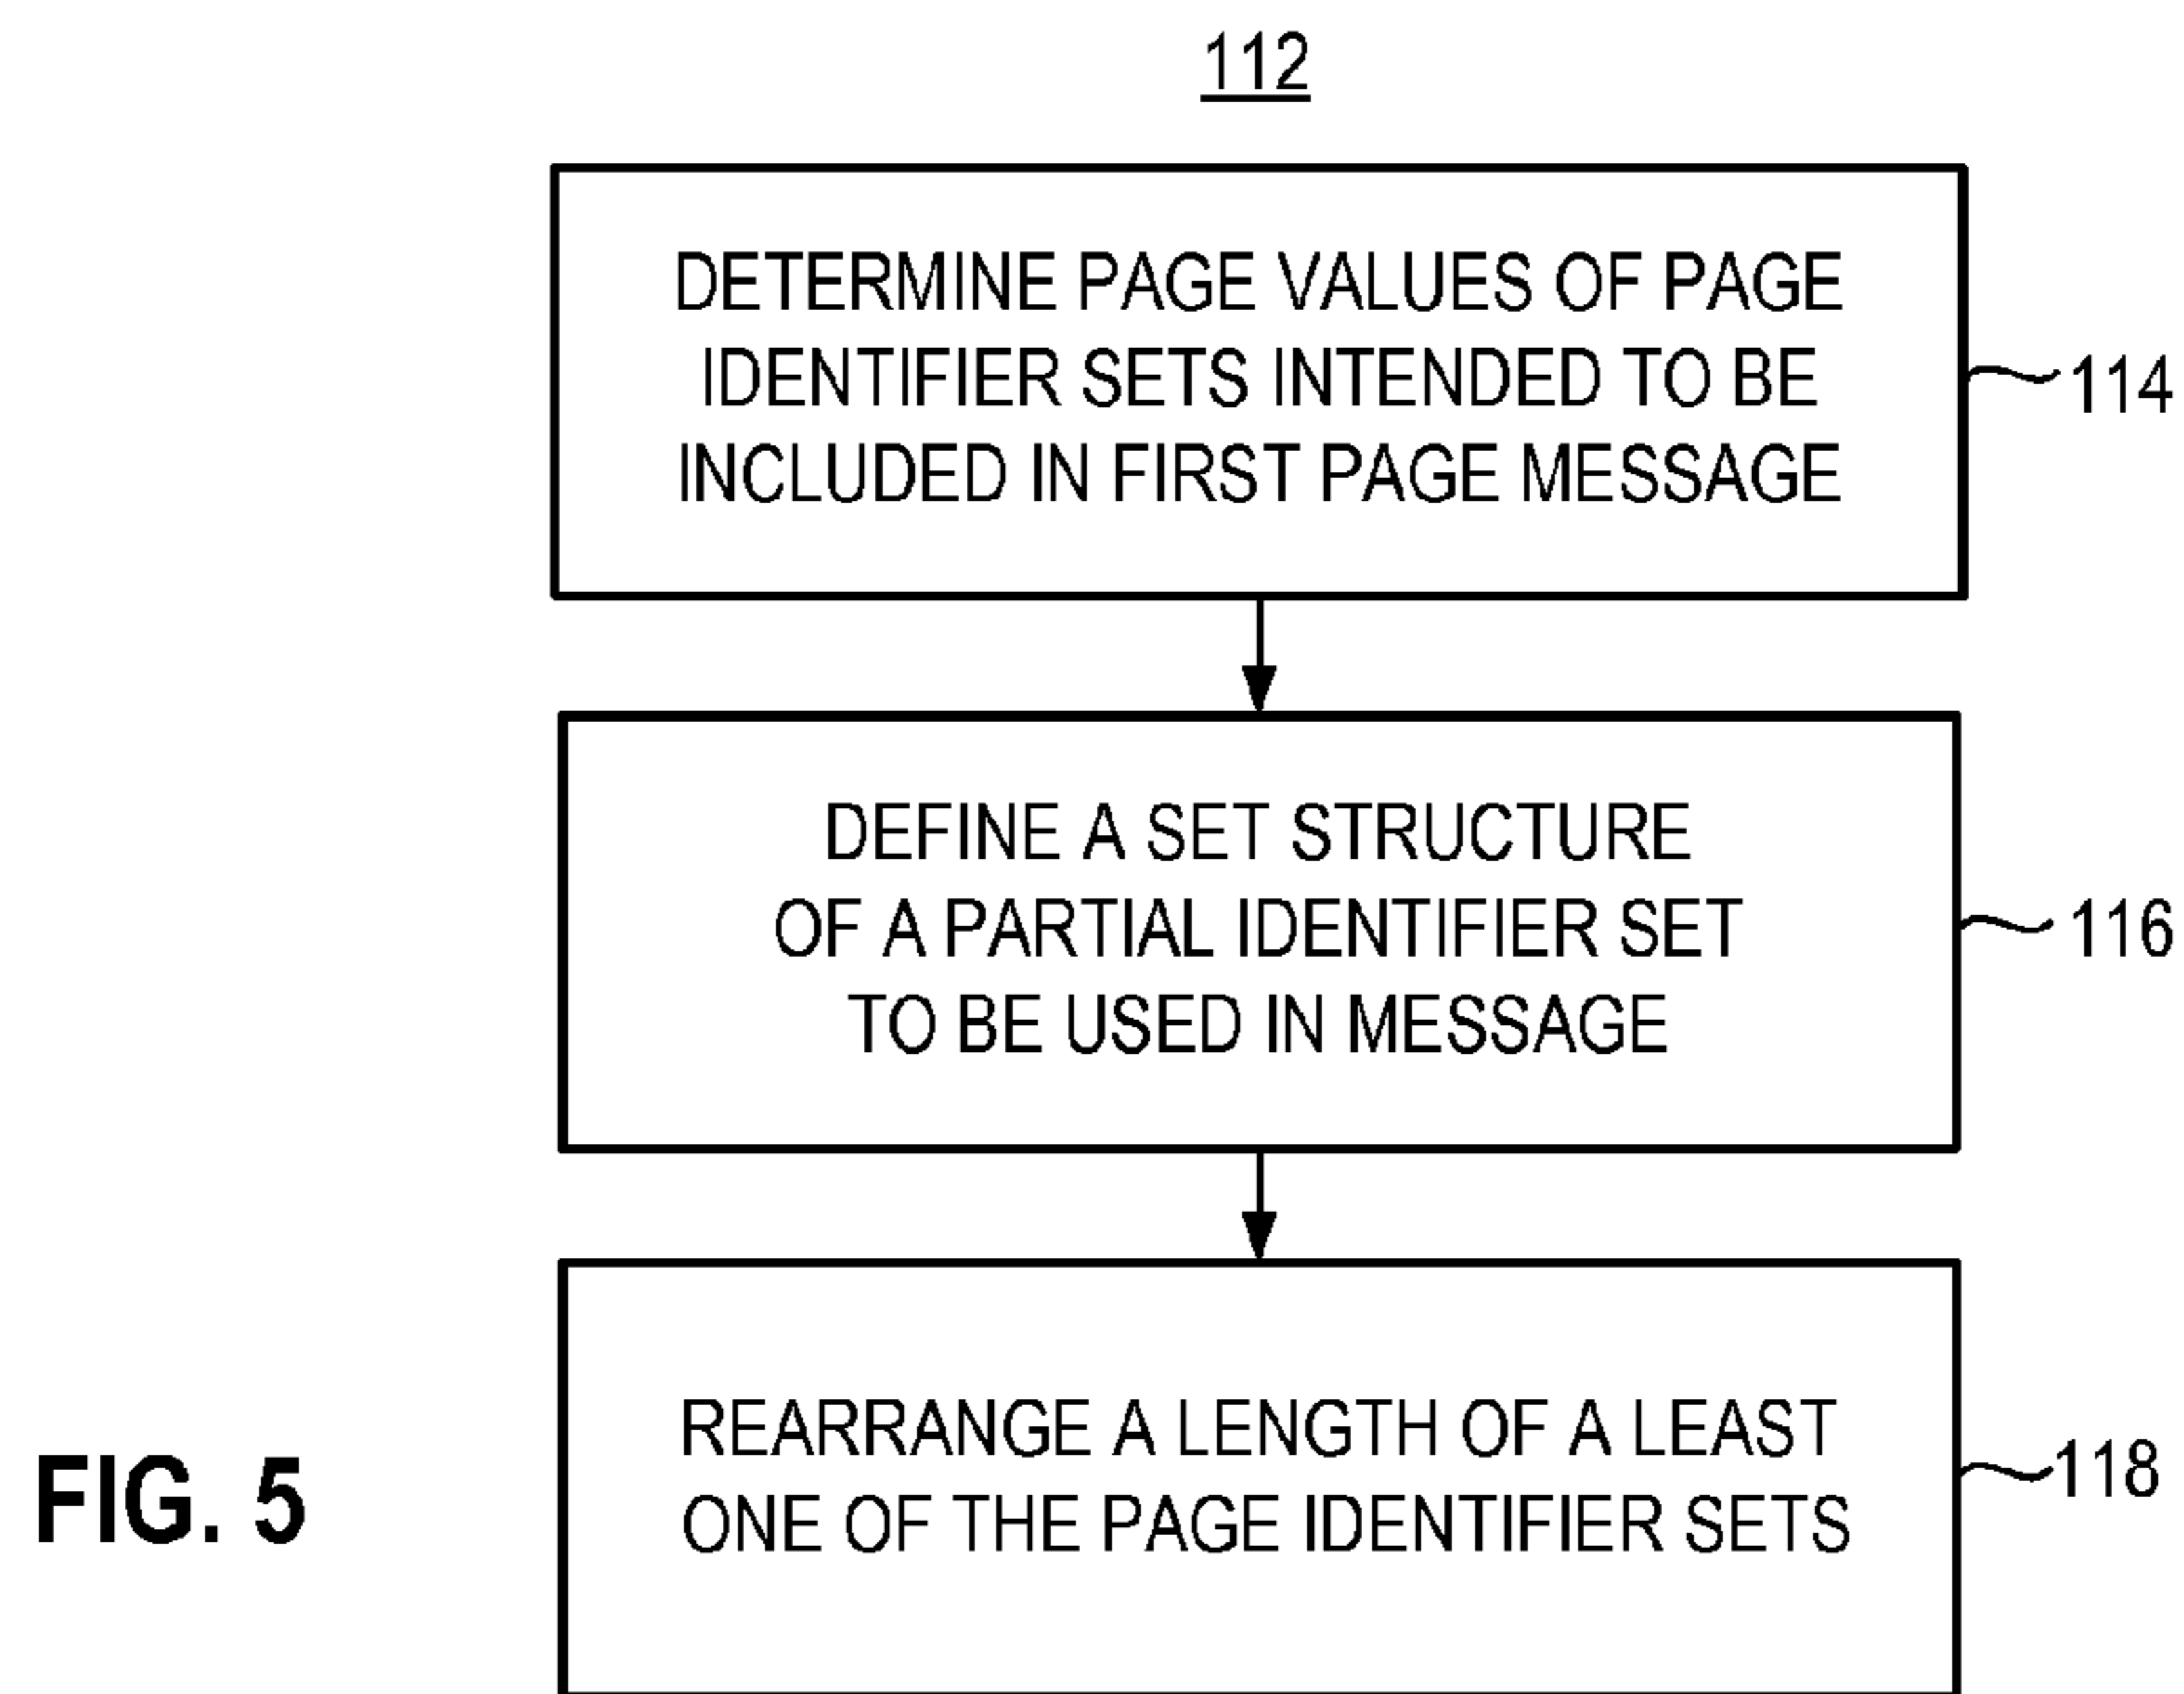 112
DETERMINE PAGE VALUES OF PAGE
IDENTIFIER SETS INTENDED TO BE
INCLUDED IN FIRST PAGE MESSAGE
114
DEFINE A SET STRUCTURE
OF A PARTIAL IDENTIFIER SET
TO BE USED IN MESSAGE
116
REARRANGE A LENGTH OF A LEAST
ONE OF THE PAGE IDENTIFIER SETS
118
FIG. 5